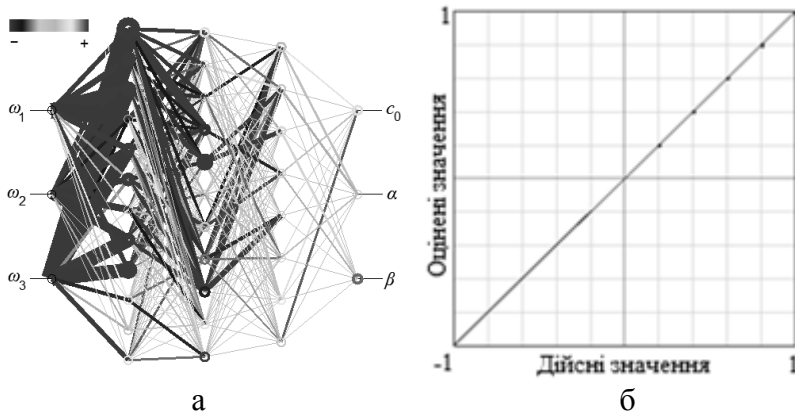 − +
ω1
ω2
ω3
c0
α
β
а
1
Оцінені значення
-1
Дійсні значення
1
б